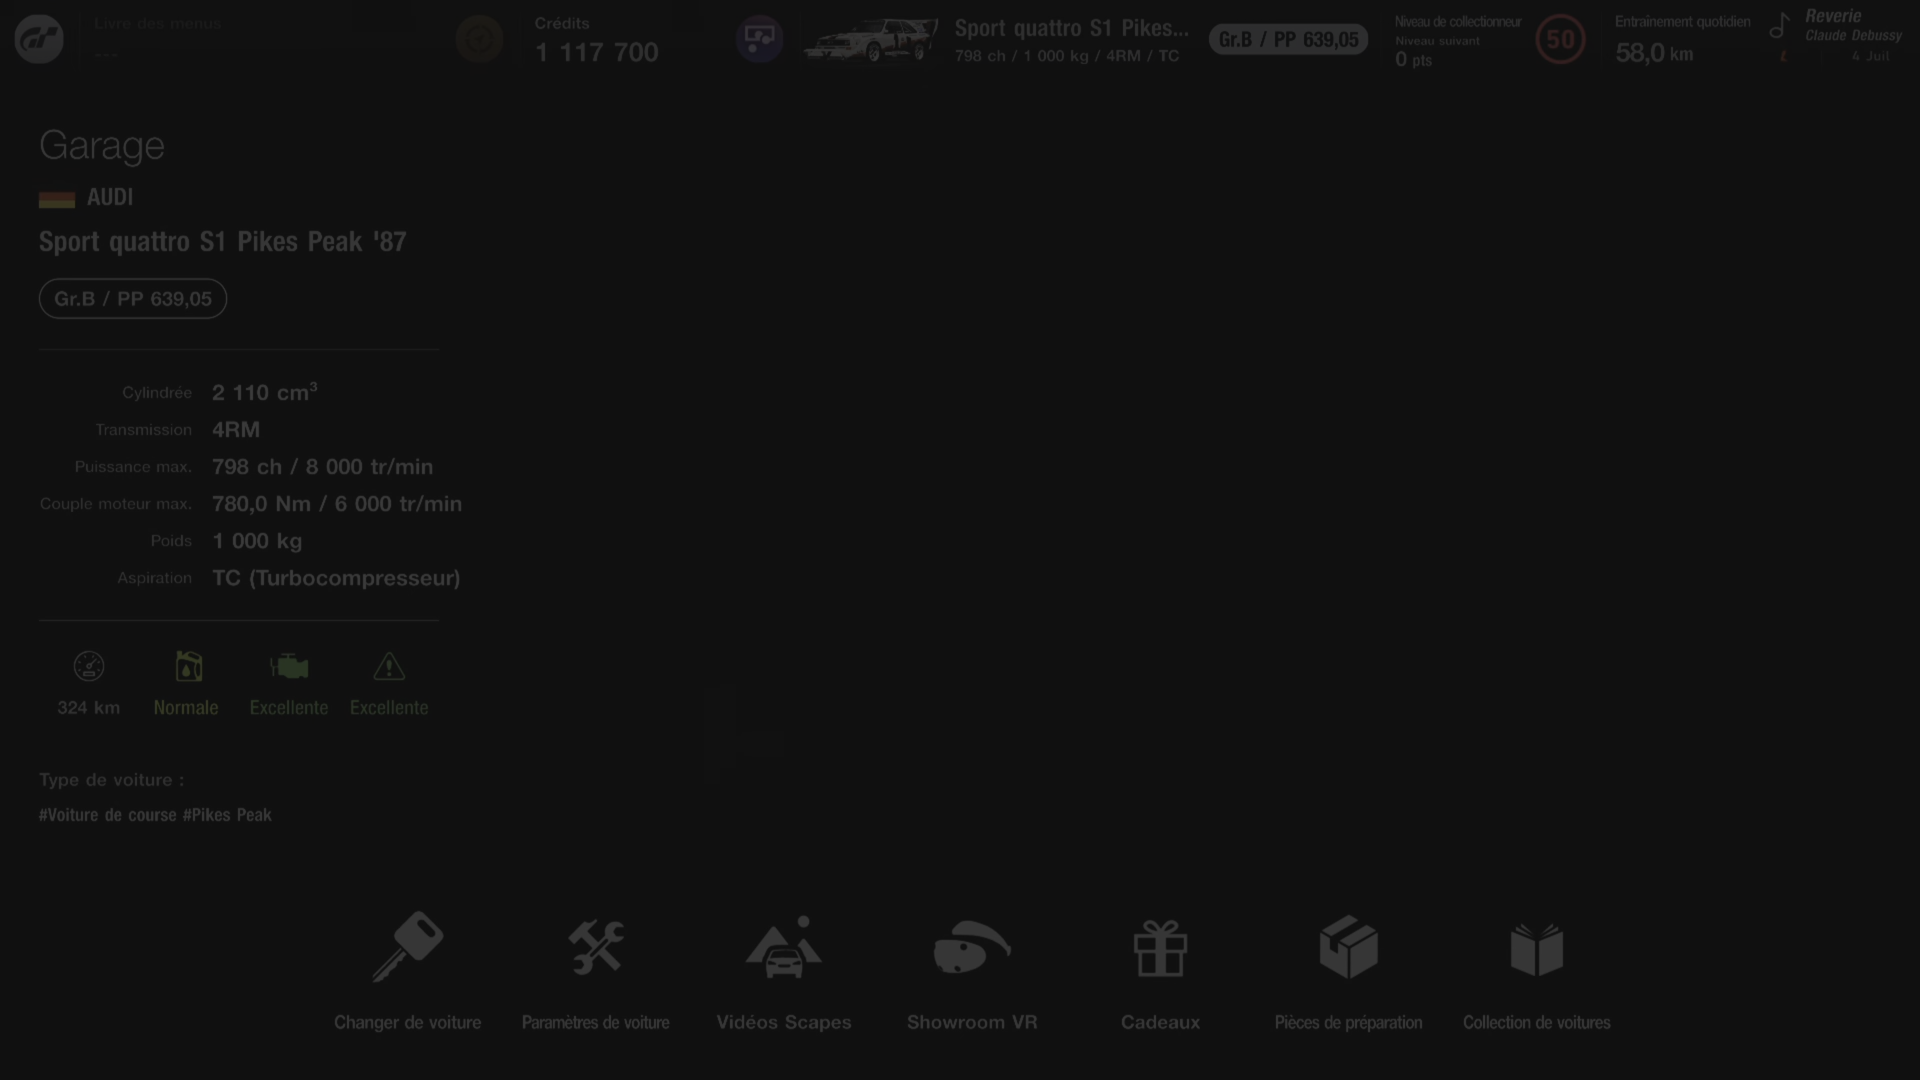 Livre des menus
---
Crédits
1 117 700
Sport quattro S1 Pikes...
798 ch / 1 000 kg / 4RM / TC
Gr.B / PP 639,05
Niveau de collectionneur
Niveau suivant
0 pts
50
Entraînement quotidien
58,0 km
Reverie
Claude Debussy
4 Juil
Garage
AUDI
Sport quattro S1 Pikes Peak '87
Gr.B / PP 639,05
Cylindrée 2 110 cm³
Transmission 4RM
Puissance max. 798 ch / 8 000 tr/min
Couple moteur max. 780,0 Nm / 6 000 tr/min
Poids 1 000 kg
Aspiration TC (Turbocompresseur)
324 km Normale Excellente Excellente
Type de voiture :
#Voiture de course #Pikes Peak
Changer de voiture Paramètres de voiture Vidéos Scapes Showroom VR Cadeaux Pièces de préparation Collection de voitures